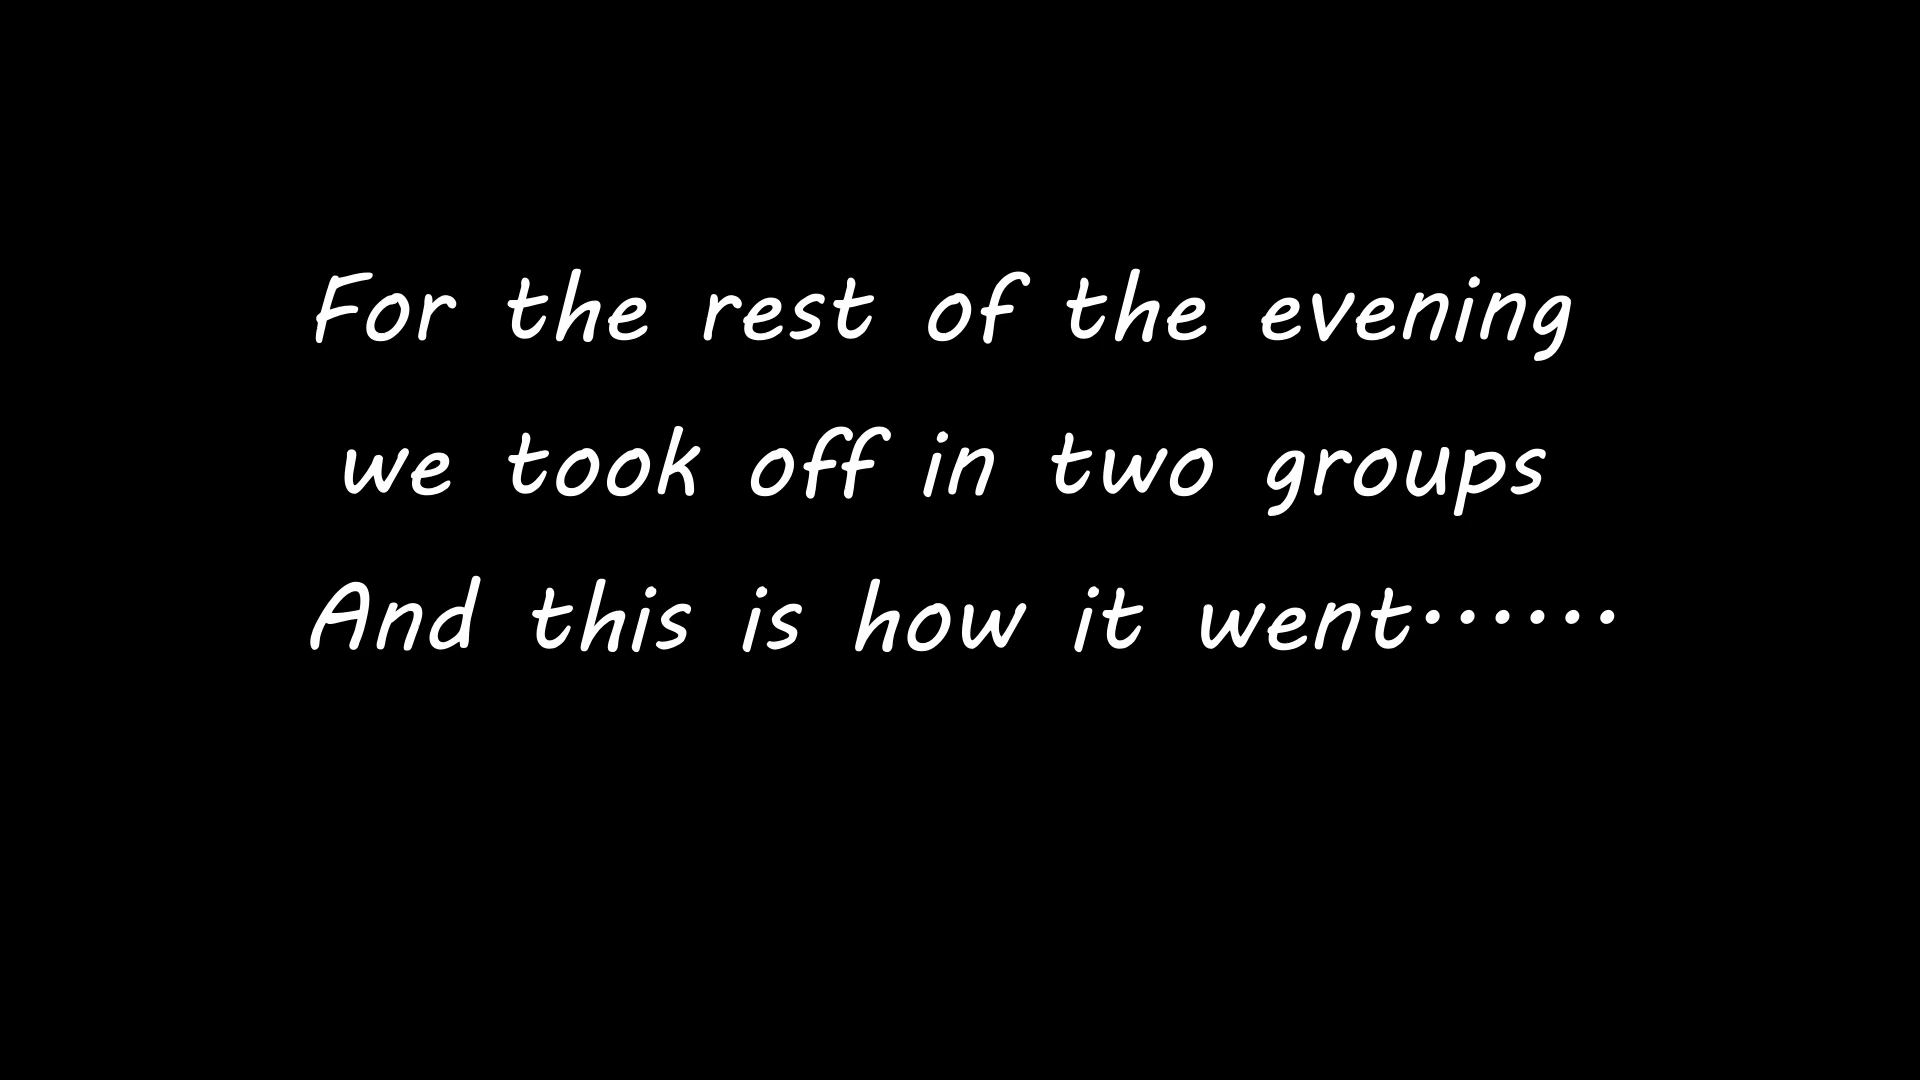 For the rest of the evening
we took off in two groups
And this is how it went······